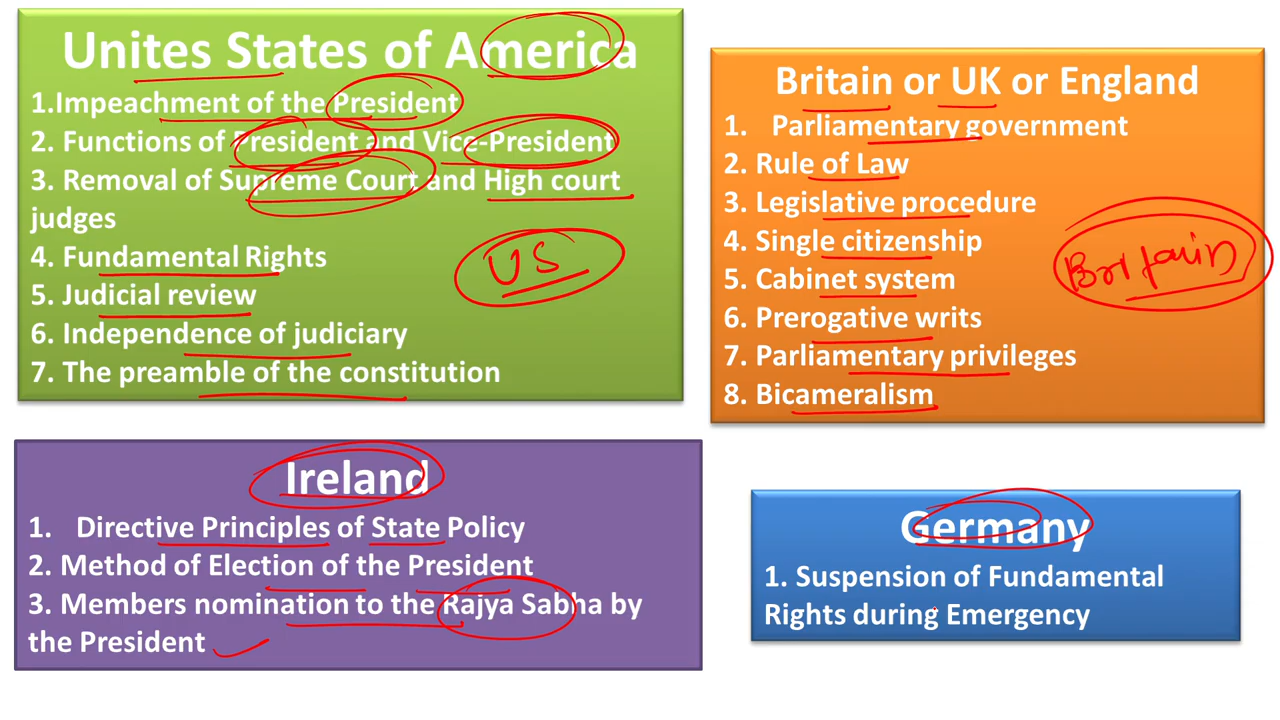 Unites States of America
1.Impeachment of the President
2. Functions of President and Vice-President
3. Removal of Supreme Court and High court
judges
4. Fundamental Rights
5. Judicial review
6. Independence of judiciary
7. The preamble of the constitution
US
Britain or UK or England
1. Parliamentary government
2. Rule of Law
3. Legislative procedure
4. Single citizenship
5. Cabinet system
6. Prerogative writs
7. Parliamentary privileges
8. Bicameralism
Britain
Ireland
1. Directive Principles of State Policy
2. Method of Election of the President
3. Members nomination to the Rajya Sabha by
the President
Germany
1. Suspension of Fundamental
Rights during Emergency